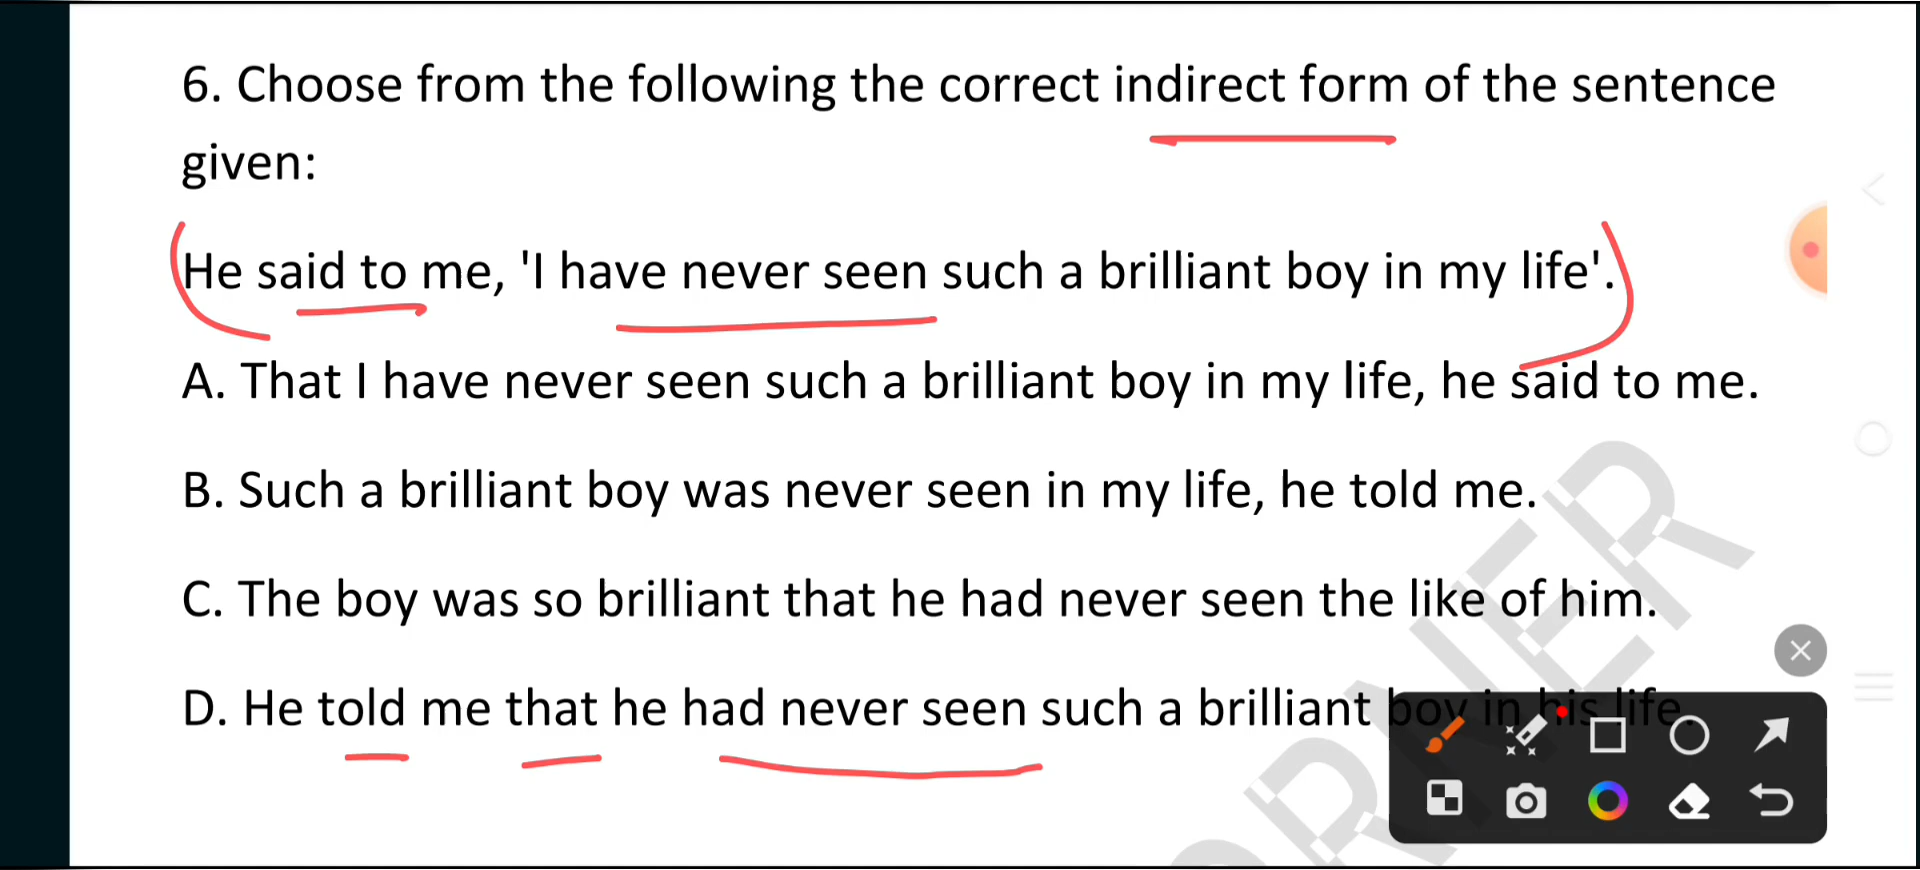 6. Choose from the following the correct indirect form of the sentence
given:
He said to me, 'I have never seen such a brilliant boy in my life'.
A. That I have never seen such a brilliant boy in my life, he said to me.
B. Such a brilliant boy was never seen in my life, he told me.
C. The boy was so brilliant that he had never seen the like of him.
D. He told me that he had never seen such a brilliant boy in his life.
RNER